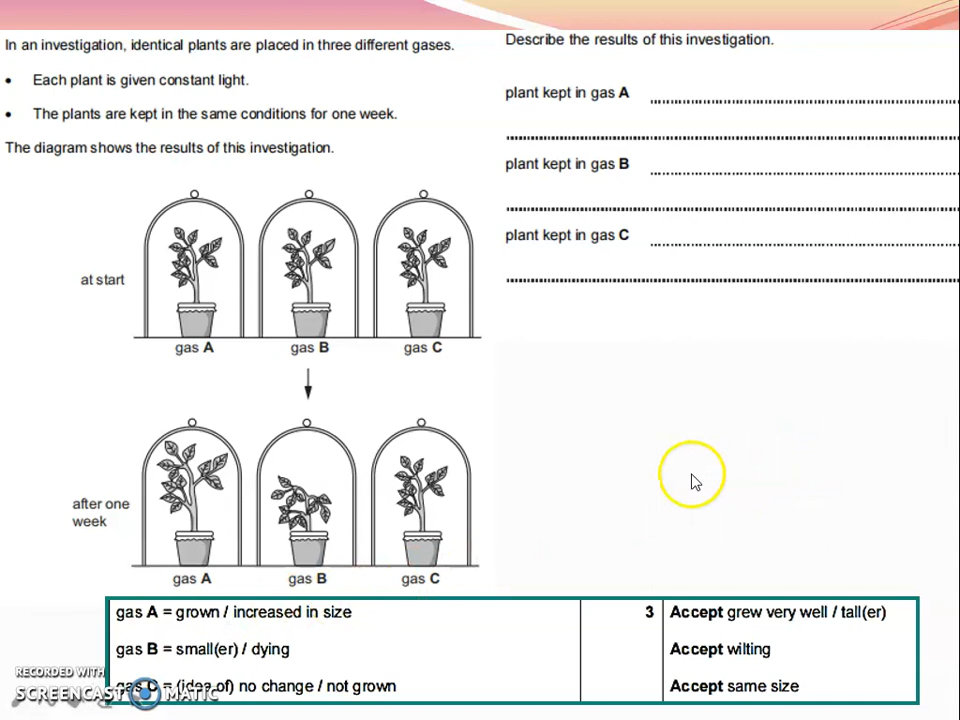 In an investigation, identical plants are placed in three different gases.
• Each plant is given constant light.
• The plants are kept in the same conditions for one week.
The diagram shows the results of this investigation.
at start
gas A
gas B
gas C
after one
week
gas A
gas B
gas C
Describe the results of this investigation.
plant kept in gas A
plant kept in gas B
plant kept in gas C
gas A = grown / increased in size 3 Accept grew very well / tall(er)
gas B = small(er) / dying Accept wilting
gas C = (idea of) no change / not grown Accept same size
RECORDED WITH
SCREENCAST MATIC